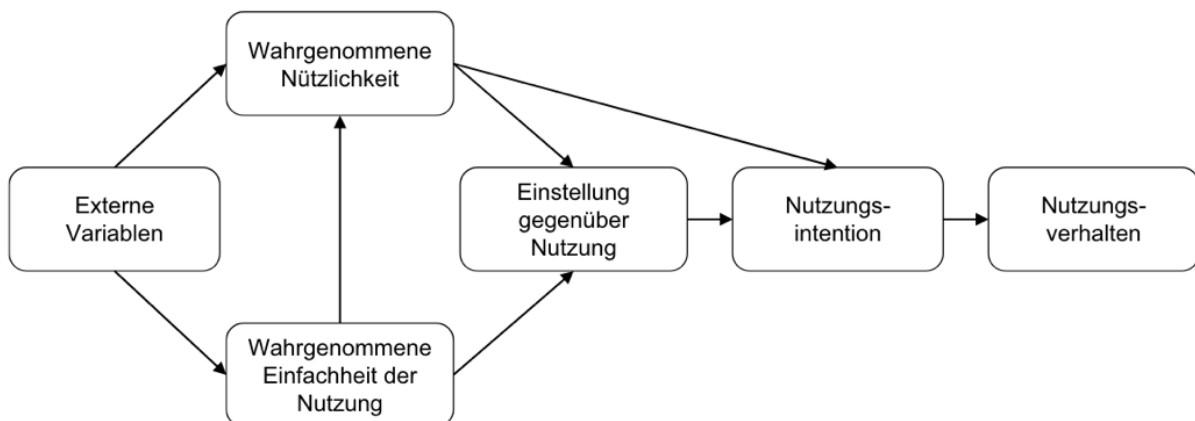 Wahrgenommene
Nützlichkeit
Externe
Variablen
Einstellung
gegenüber
Nutzung
Nutzungs-
intention
Nutzungs-
verhalten
Wahrgenommene
Einfachheit der
Nutzung